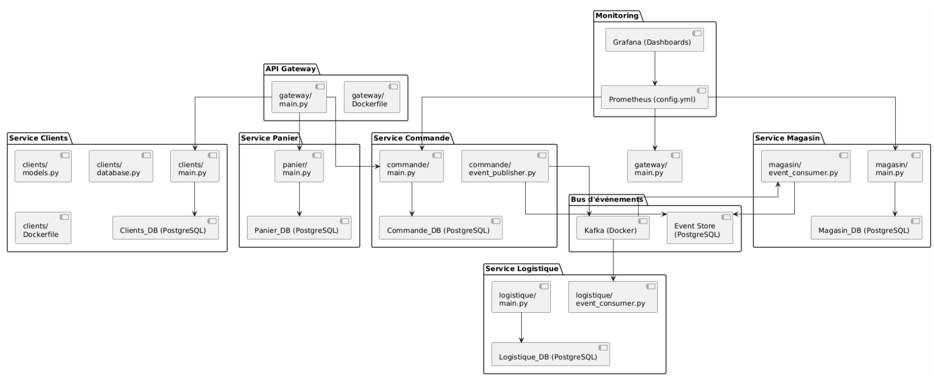 Monitoring
Grafana (Dashboards)
Prometheus (config.yml)
API Gateway
gateway/
main.py
gateway/
Dockerfile
Service Clients
clients/
models.py
clients/
database.py
clients/
main.py
clients/
Dockerfile
Clients_DB (PostgreSQL)
Service Panier
panier/
main.py
Panier_DB (PostgreSQL)
Service Commande
commande/
main.py
commande/
event_publisher.py
Commande_DB (PostgreSQL)
gateway/
main.py
Bus d'événements
Kafka (Docker)
Event Store
(PostgreSQL)
Service Magasin
magasin/
event_consumer.py
magasin/
main.py
Magasin_DB (PostgreSQL)
Service Logistique
logistique/
main.py
logistique/
event_consumer.py
Logistique_DB (PostgreSQL)